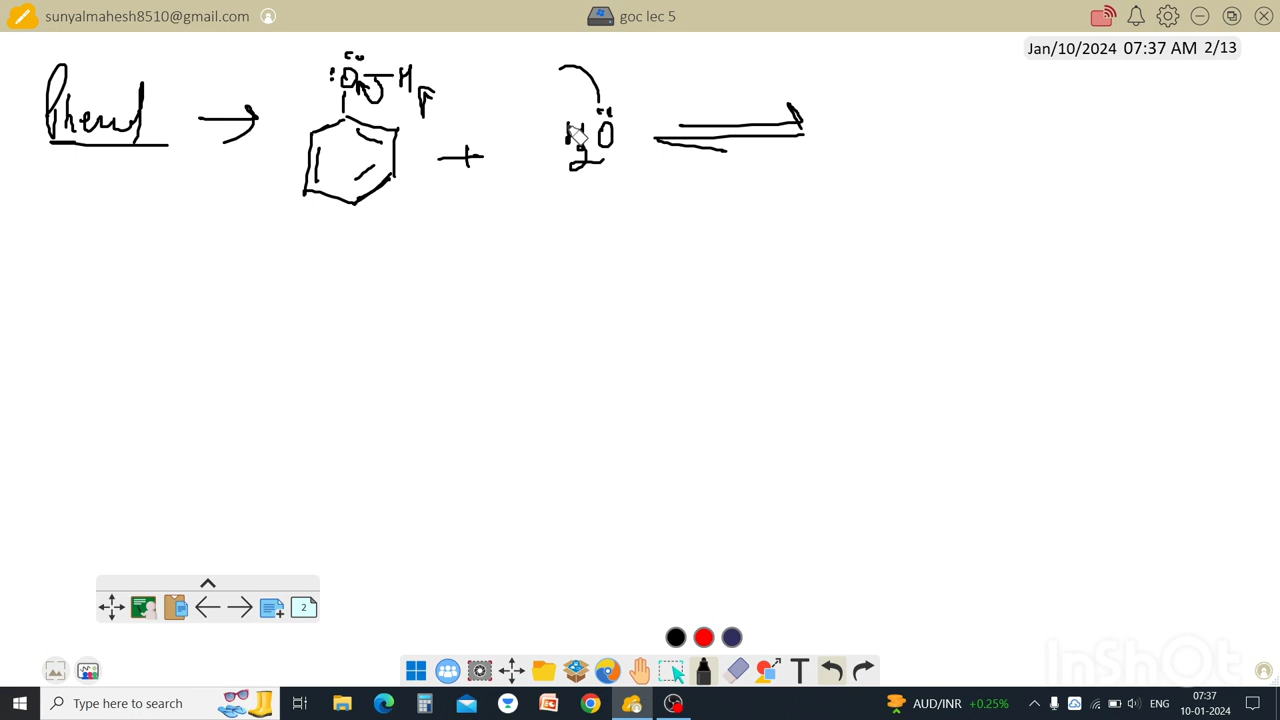 sunyalmahesh8510@gmail.com
goc lec 5
Jan/10/2024 07:37 AM 2/13
Phenol
:O-H
+
H2O
2
T
InShOt
Type here to search
AUD/INR +0.25%
ENG
07:37
10-01-2024